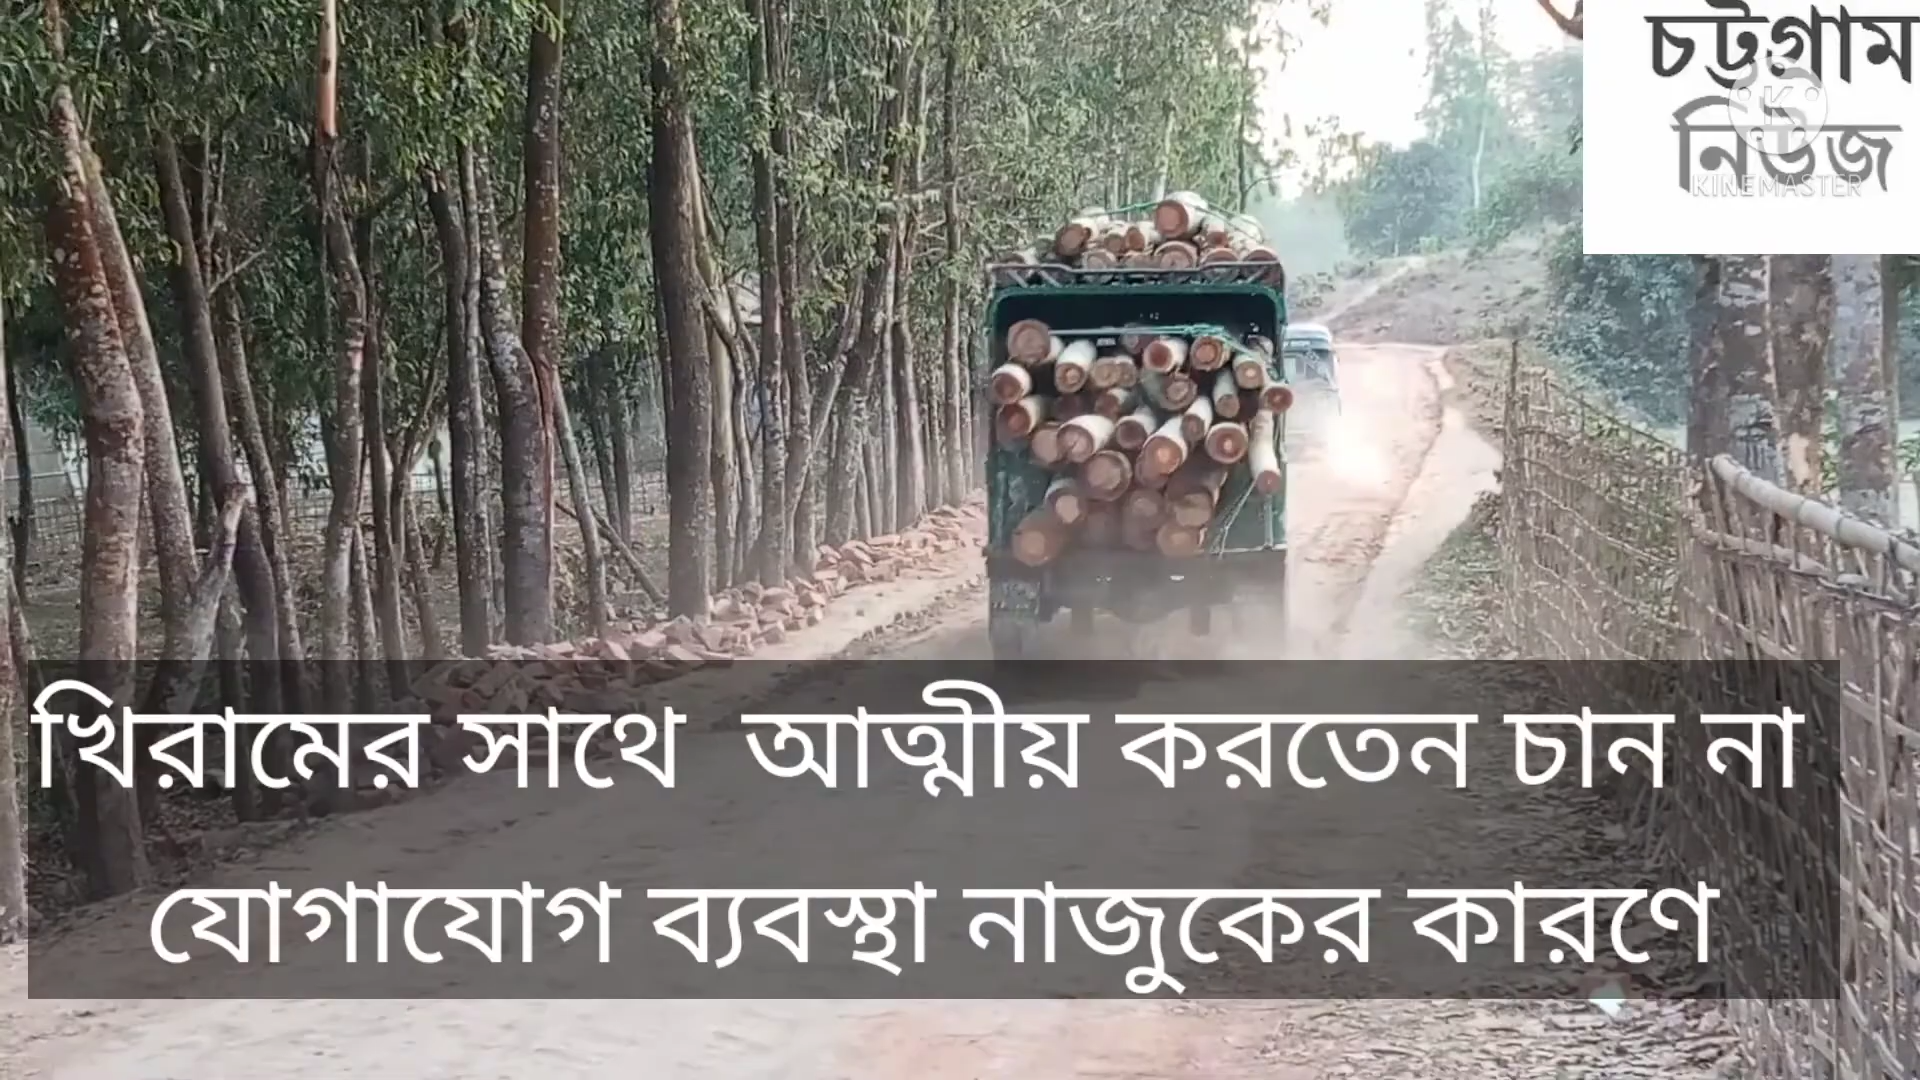 চট্টগ্রাম
নিউজ
KINEMASTER
খিরামের সাথে আত্মীয় করতেন চান না
যোগাযোগ ব্যবস্থা নাজুকের কারণে